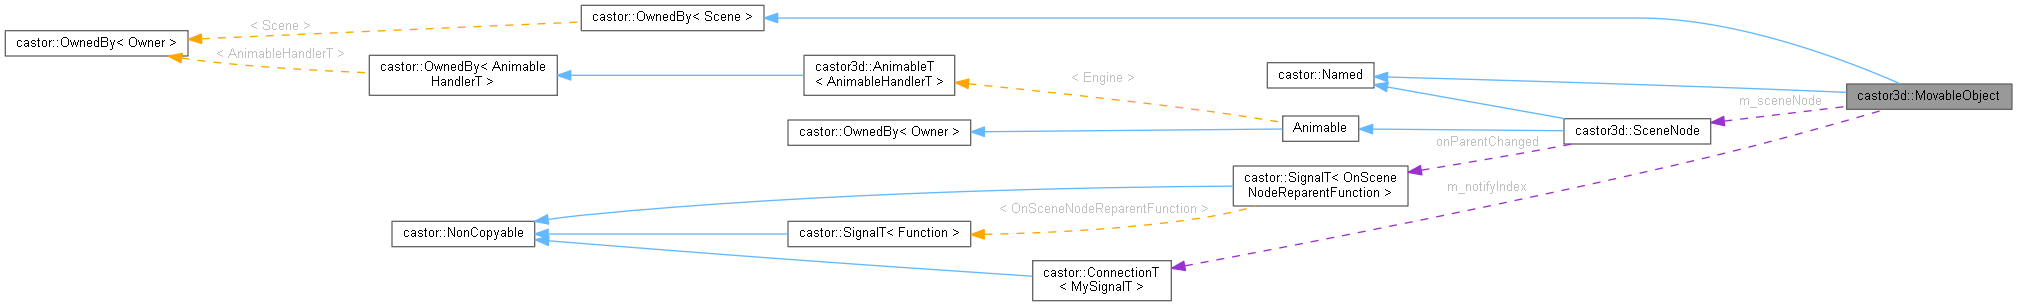 castor::OwnedBy< Owner >
< Scene >
< AnimableHandlerT >
castor::OwnedBy< Scene >
castor::OwnedBy< Animable
HandlerT >
castor3d::AnimableT
< AnimableHandlerT >
castor::OwnedBy< Owner >
< Engine >
castor::Named
Animable
castor3d::SceneNode
m_sceneNode
castor3d::MovableObject
onParentChanged
castor::SignalT< OnScene
NodeReparentFunction >
m_notifyIndex
< OnSceneNodeReparentFunction >
castor::NonCopyable
castor::SignalT< Function >
castor::ConnectionT
< MySignalT >